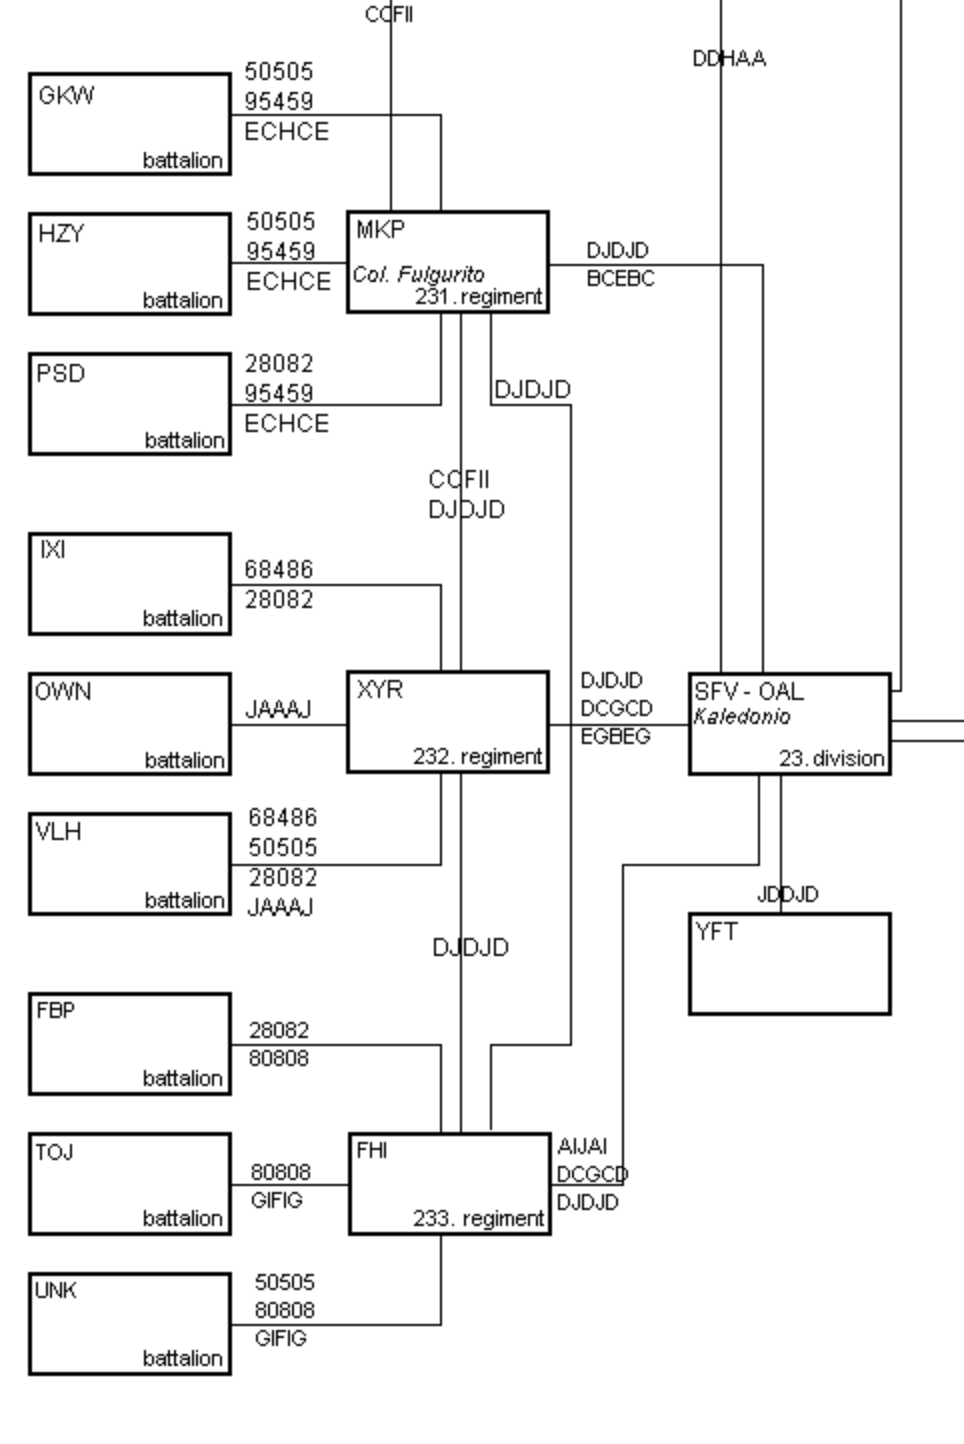 CCFII
DDHAA
GKW
battalion
50505
95459
ECHCE
HZY
battalion
50505
95459
ECHCE
MKP
Col. Fulgurito
231. regiment
DJDJD
BCEBC
PSD
battalion
28082
95459
ECHCE
DJDJD
CCFII
DJDJD
IXI
battalion
68486
28082
OWN
battalion
JAAAJ
XYR
232. regiment
DJDJD
DCGCD
EGBEG
SFV - OAL
Kaledonio
23. division
VLH
battalion
68486
50505
28082
JAAAJ
JDDJD
YFT
DJDJD
FBP
battalion
28082
80808
TOJ
battalion
80808
GIFIG
FHI
233. regiment
AIJAI
DCGCD
DJDJD
UNK
battalion
50505
80808
GIFIG